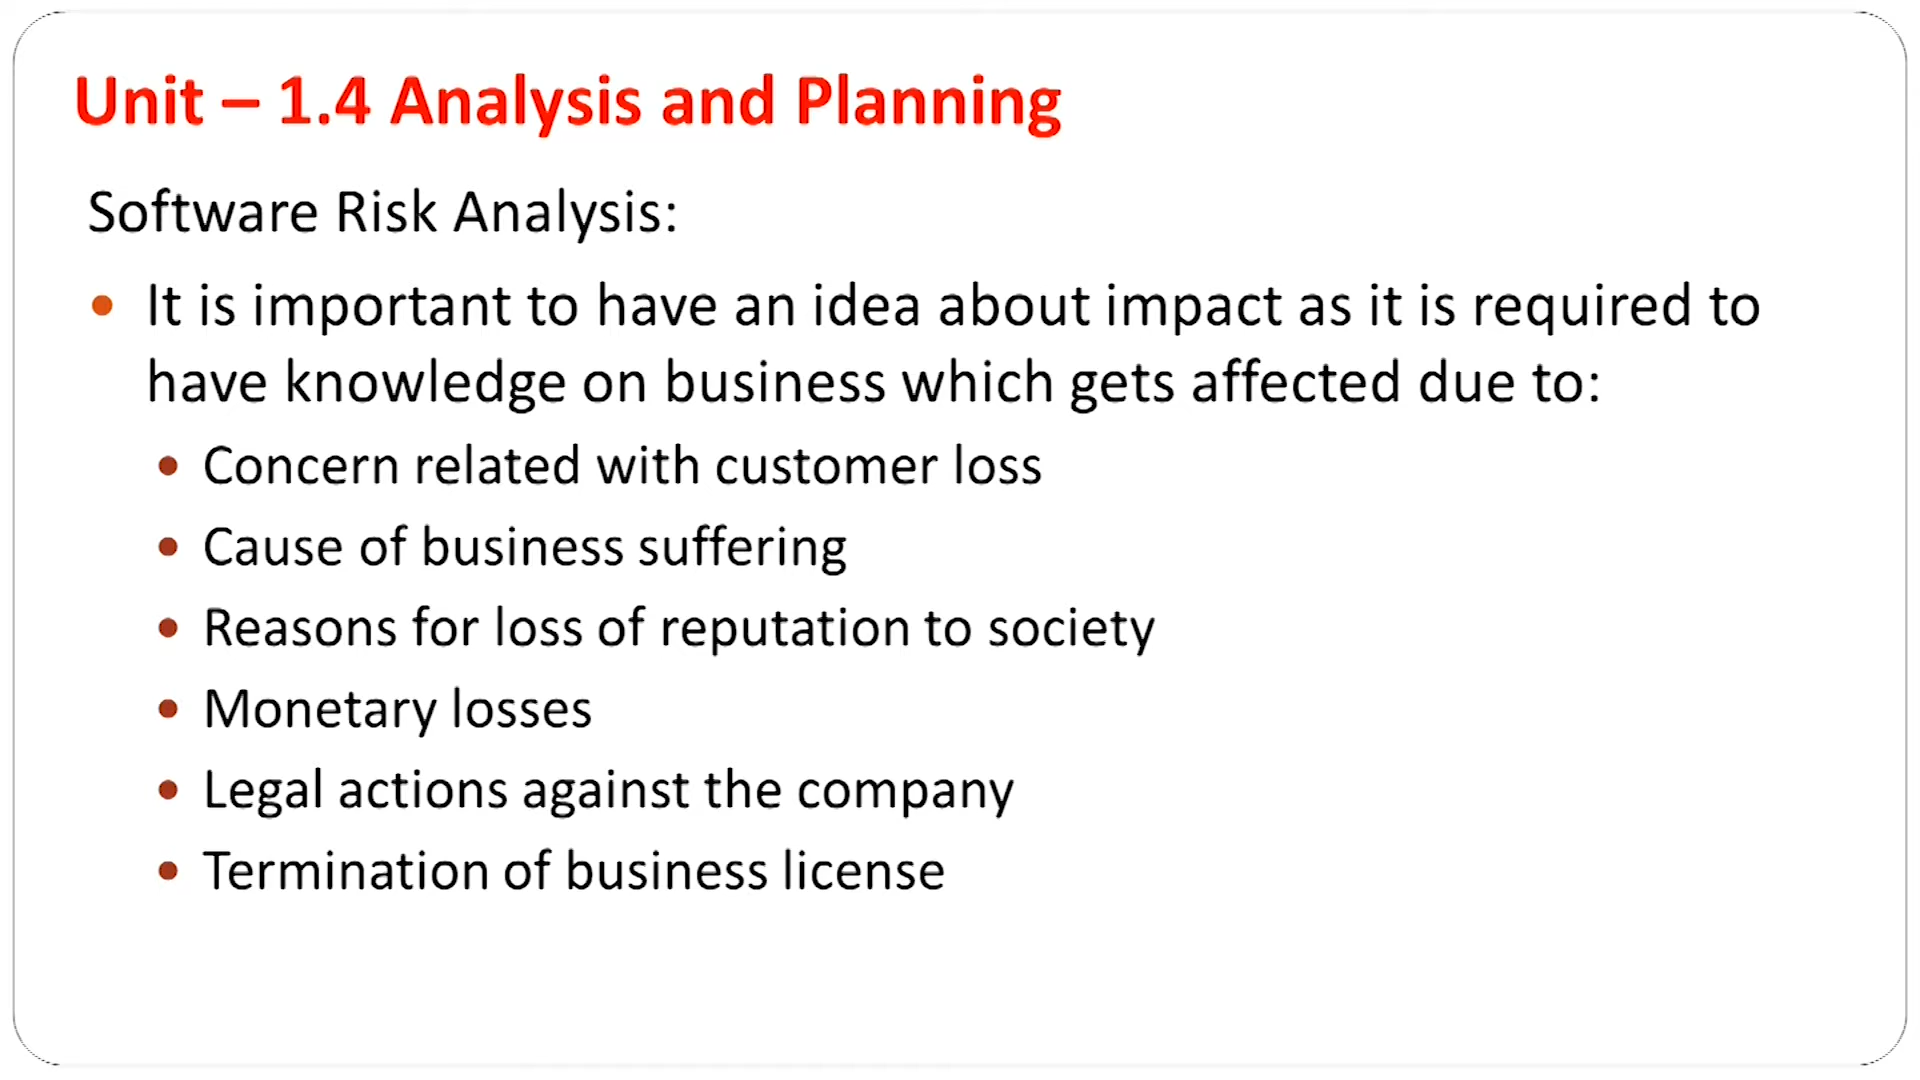 Unit – 1.4 Analysis and Planning
Software Risk Analysis:
• It is important to have an idea about impact as it is required to
have knowledge on business which gets affected due to:
• Concern related with customer loss
• Cause of business suffering
• Reasons for loss of reputation to society
• Monetary losses
• Legal actions against the company
• Termination of business license